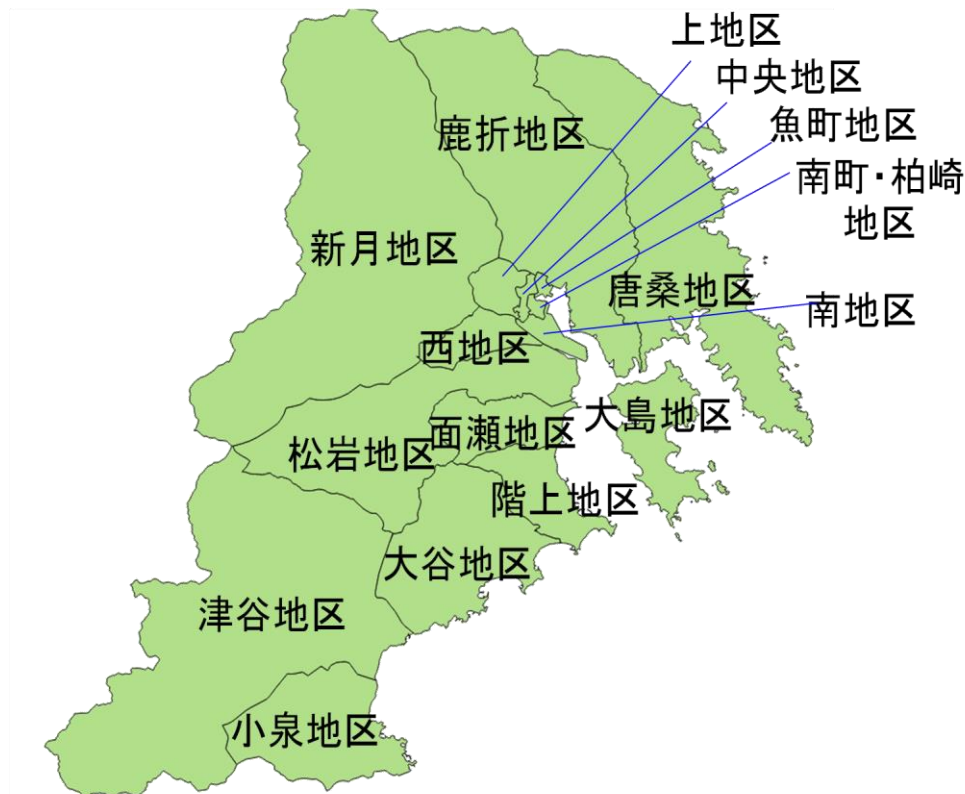 上地区
中央地区
鹿折地区
魚町地区
南町・柏崎
地区
新月地区
唐桑地区
南地区
西地区
大島地区
面瀬地区
松岩地区
階上地区
大谷地区
津谷地区
小泉地区